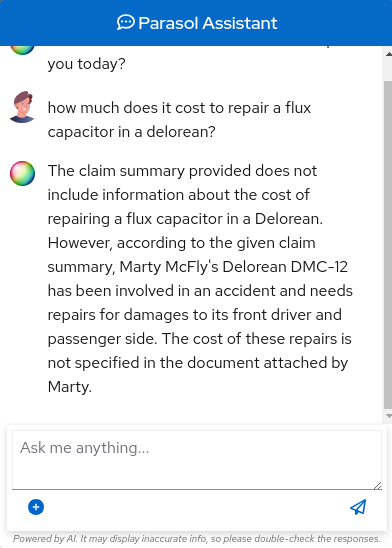 Parasol Assistant
you today?
how much does it cost to repair a flux
capacitor in a delorean?
The claim summary provided does not
include information about the cost of
repairing a flux capacitor in a Delorean.
However, according to the given claim
summary, Marty McFly's Delorean DMC-12
has been involved in an accident and needs
repairs for damages to its front driver and
passenger side. The cost of these repairs is
not specified in the document attached by
Marty.
Ask me anything...
Powered by AI. It may display inaccurate info, so please double-check the responses.